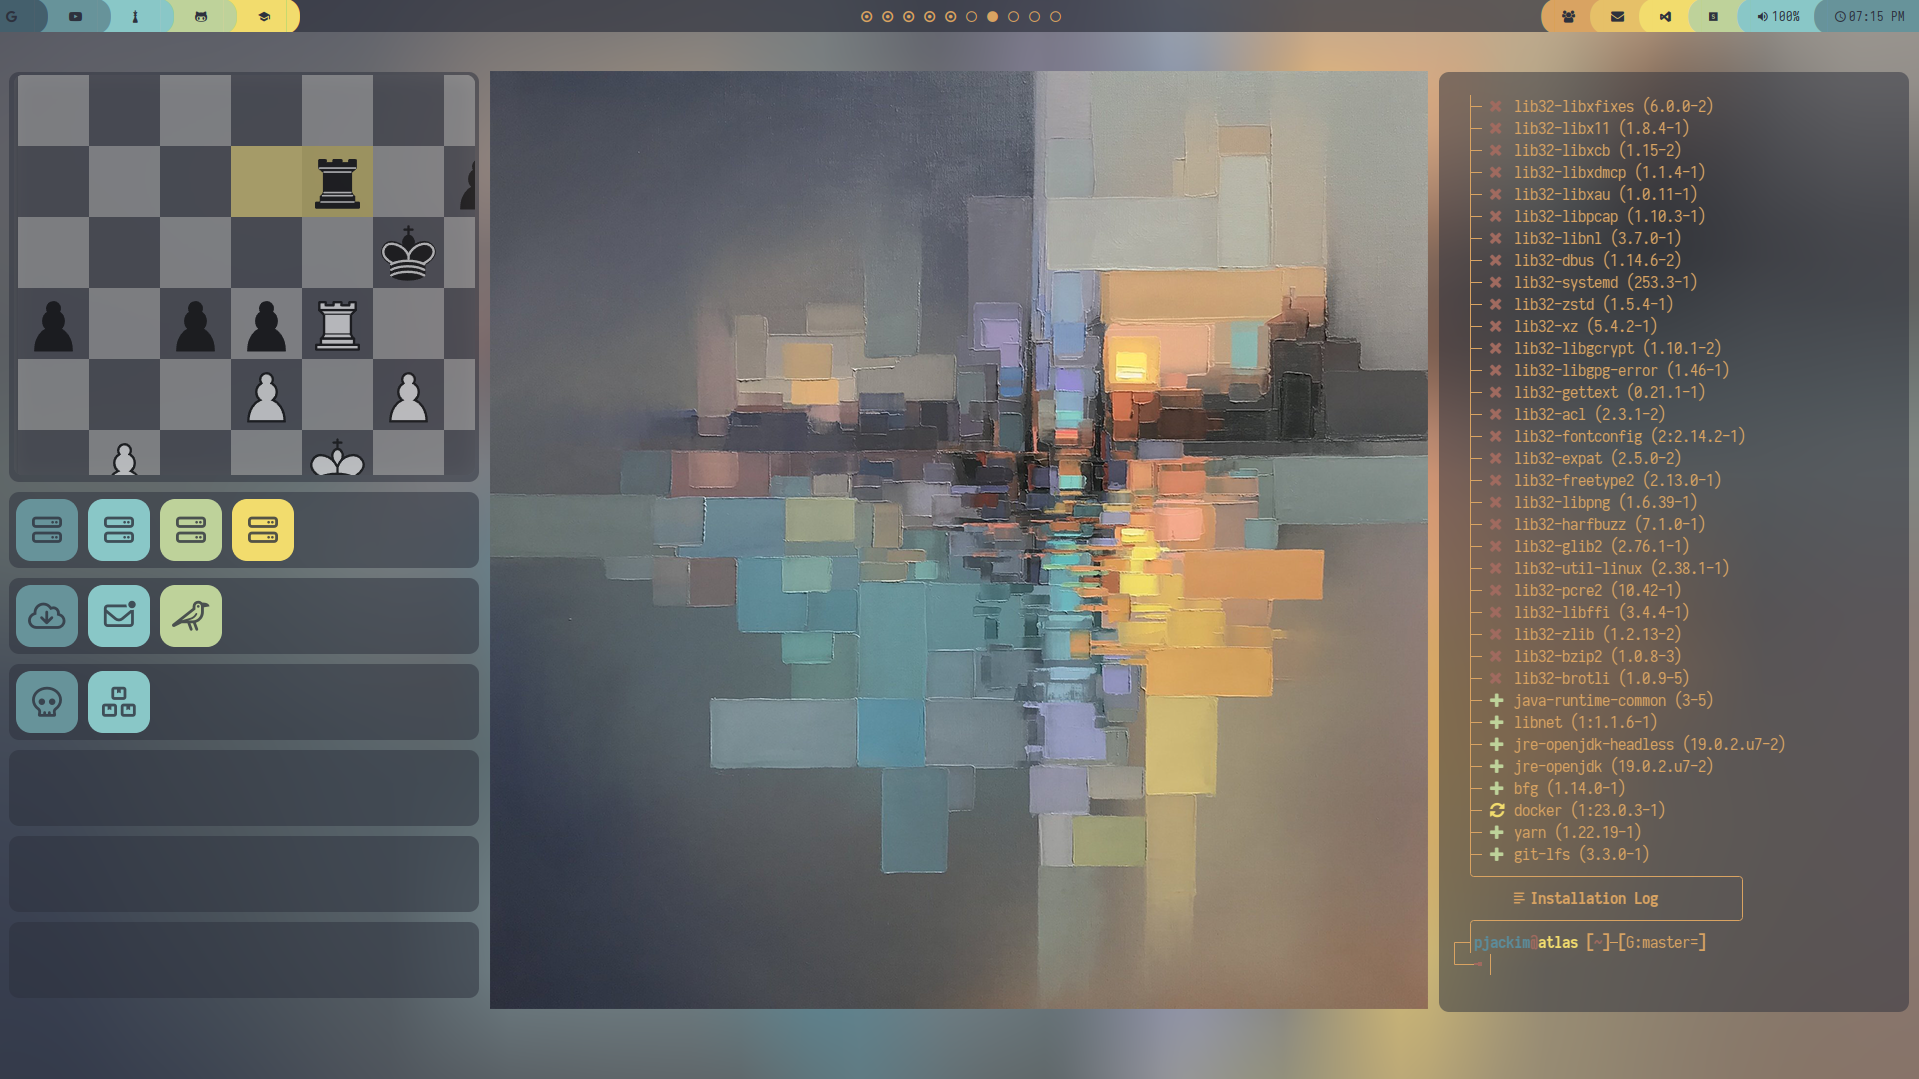 100%
07:15 PM
lib32-libxfixes (6.0.0-2)
lib32-libx11 (1.8.4-1)
lib32-libxcb (1.15-2)
lib32-libxdmcp (1.1.4-1)
lib32-libxau (1.0.11-1)
lib32-libpcap (1.10.3-1)
lib32-libnl (3.7.0-1)
lib32-dbus (1.14.6-2)
lib32-systemd (253.3-1)
lib32-zstd (1.5.4-1)
lib32-xz (5.4.2-1)
lib32-libgcrypt (1.10.1-2)
lib32-libgpg-error (1.46-1)
lib32-gettext (0.21.1-1)
lib32-acl (2.3.1-2)
lib32-fontconfig (2:2.14.2-1)
lib32-expat (2.5.0-2)
lib32-freetype2 (2.13.0-1)
lib32-libpng (1.6.39-1)
lib32-harfbuzz (7.1.0-1)
lib32-glib2 (2.76.1-1)
lib32-util-linux (2.38.1-1)
lib32-pcre2 (10.42-1)
lib32-libffi (3.4.4-1)
lib32-zlib (1.2.13-2)
lib32-bzip2 (1.0.8-3)
lib32-brotli (1.0.9-5)
java-runtime-common (3-5)
libnet (1:1.1.6-1)
jre-openjdk-headless (19.0.2.u7-2)
jre-openjdk (19.0.2.u7-2)
bfg (1.14.0-1)
docker (1:23.0.3-1)
yarn (1.22.19-1)
git-lfs (3.3.0-1)
Installation Log
pjackim@atlas [~]-[G:master=]